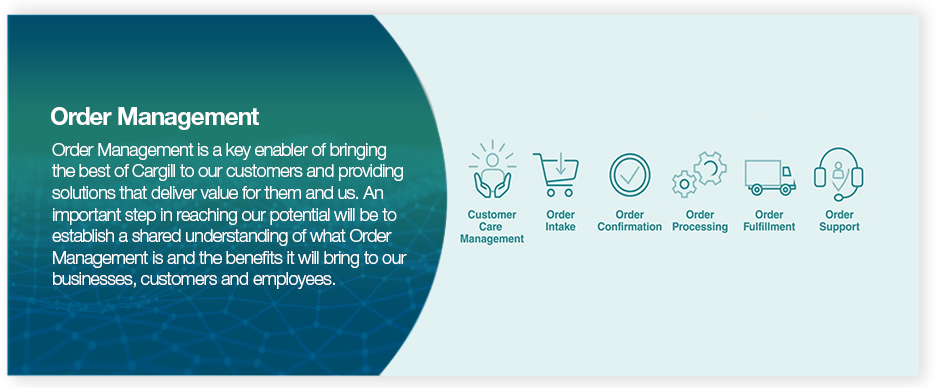 Order Management
Order Management is a key enabler of bringing
the best of Cargill to our customers and providing
solutions that deliver value for them and us. An
important step in reaching our potential will be to
establish a shared understanding of what Order
Management is and the benefits it will bring to our
businesses, customers and employees.
Customer
Care
Management
Order
Intake
Order
Confirmation
Order
Processing
Order
Fulfillment
Order
Support